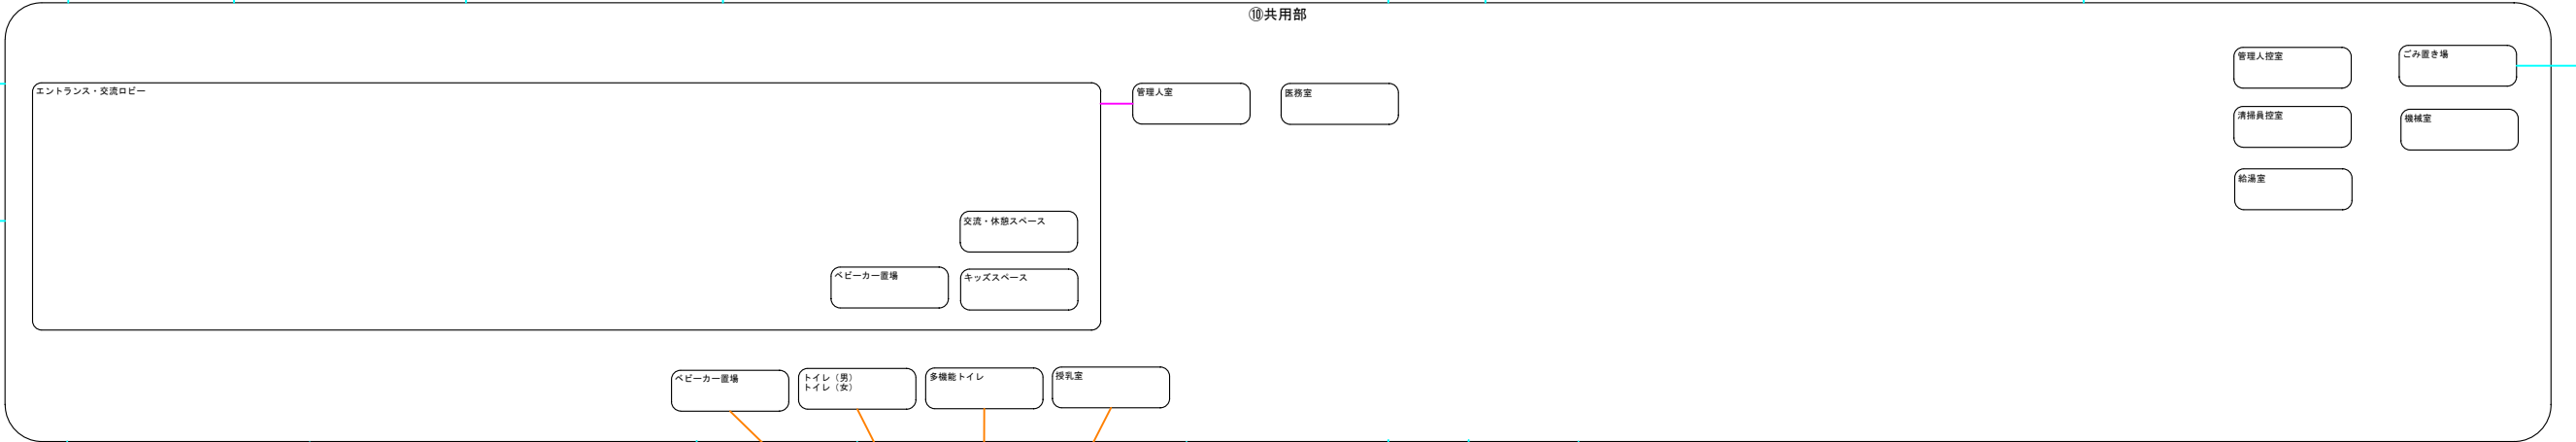 ⑩共用部
管理人控室
ごみ置き場
エントランス・交流ロビー
管理人室
医務室
清掃員控室
機械室
給湯室
交流・休憩スペース
ベビーカー置場
キッズスペース
ベビーカー置場
トイレ（男）
トイレ（女）
多機能トイレ
授乳室